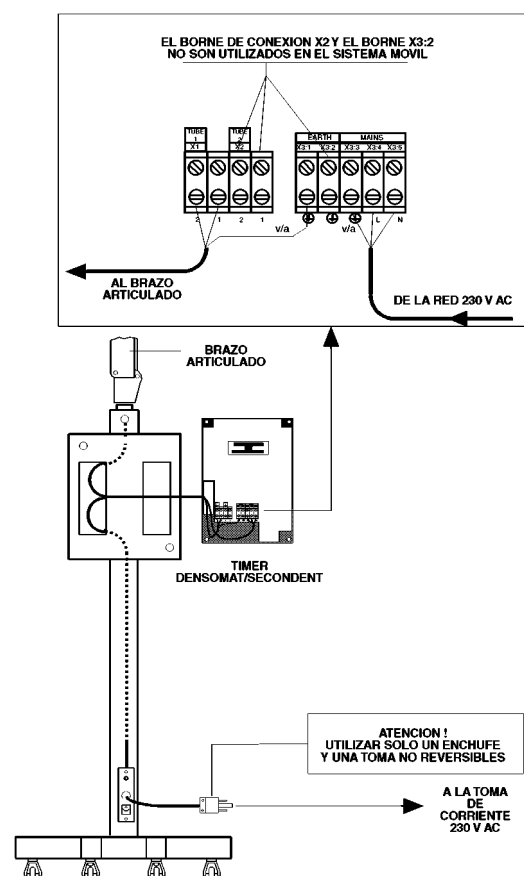 EL BORNE DE CONEXION X2 Y EL BORNE X3:2
NO SON UTILIZADOS EN EL SISTEMA MOVIL
TUBE
1
X1
TUBE
2
X2
EARTH
MAINS
X3:1
X3:2
X3:3
X3:4
X3:5
2
1
2
1
v/a
v/a
L
N
AL BRAZO
ARTICULADO
DE LA RED 230 V AC
BRAZO
ARTICULADO
TIMER
DENSOMAT/SECONDENT
ATENCION !
UTILIZAR SOLO UN ENCHUFE
Y UNA TOMA NO REVERSIBLES
A LA TOMA
DE
CORRIENTE
230 V AC